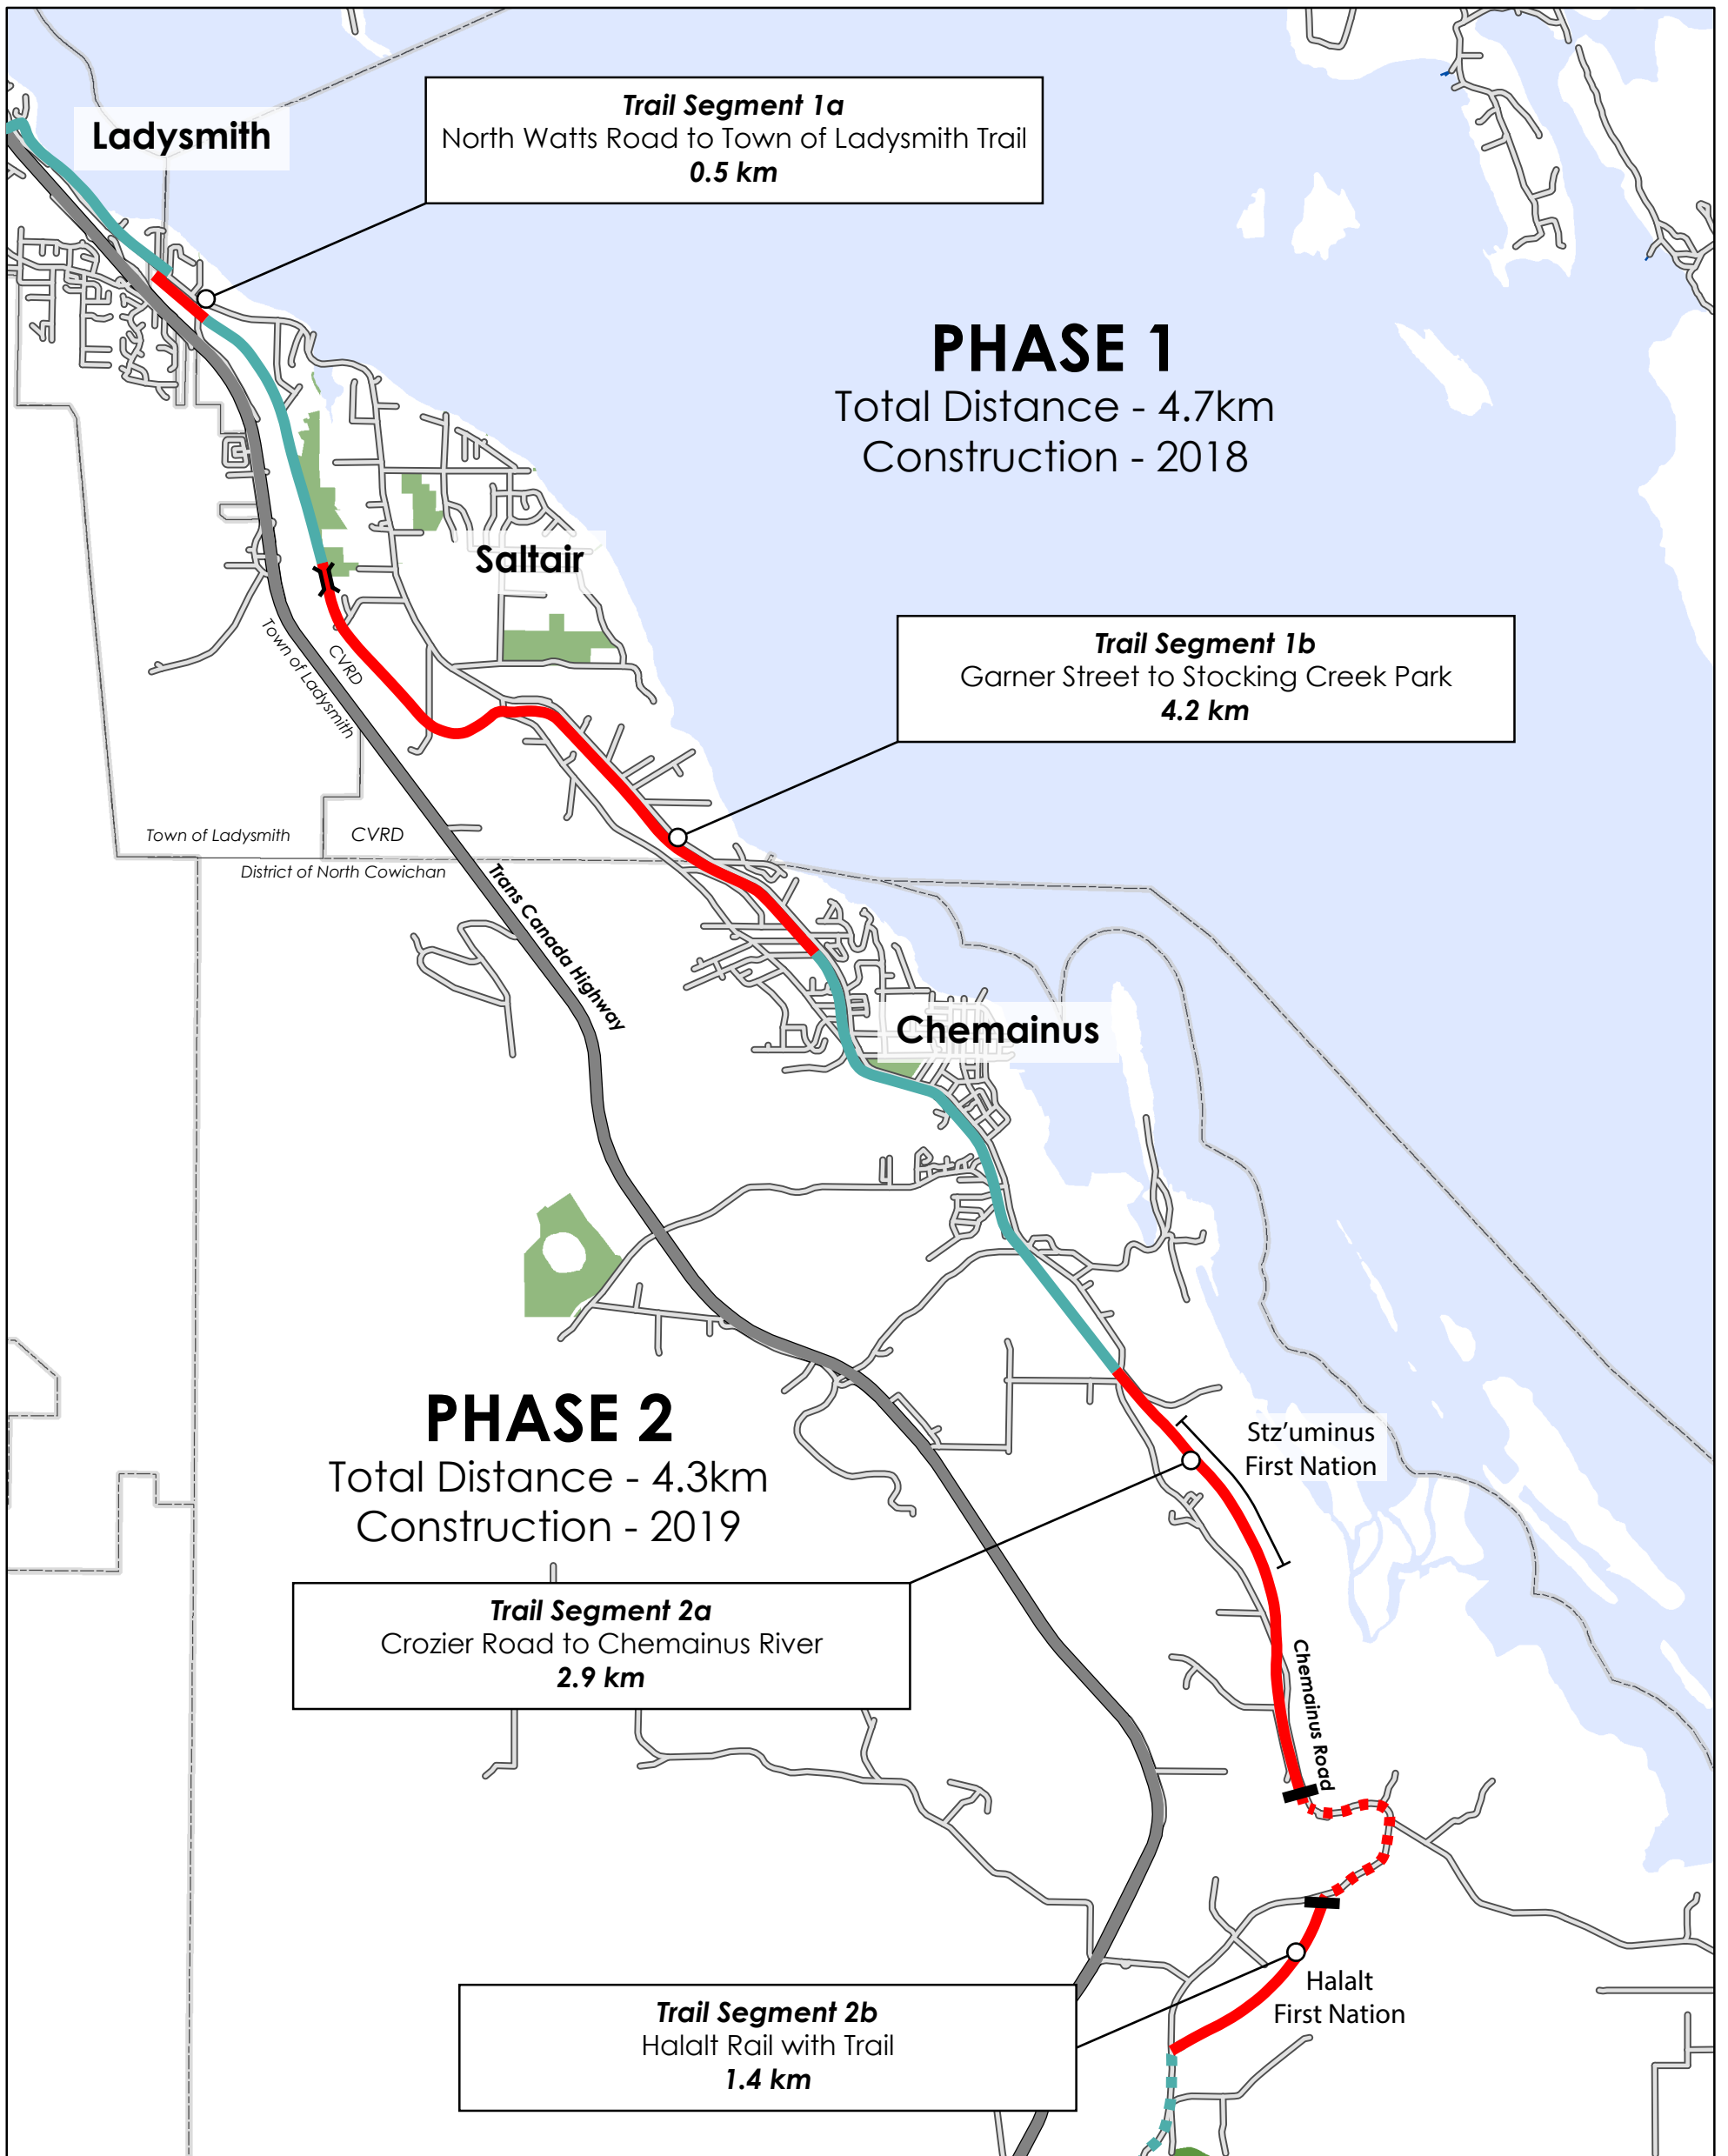 Ladysmith
Trail Segment 1a
North Watts Road to Town of Ladysmith Trail
0.5 km
PHASE 1
Total Distance - 4.7km
Construction - 2018
Saltair
Town of Ladysmith
CVRD
Trail Segment 1b
Garner Street to Stocking Creek Park
4.2 km
Town of Ladysmith
CVRD
District of North Cowichan
Trans Canada Highway
Chemainus
PHASE 2
Total Distance - 4.3km
Construction - 2019
Stz’uminus
First Nation
Trail Segment 2a
Crozier Road to Chemainus River
2.9 km
Chemainus Road
Trail Segment 2b
Halalt Rail with Trail
1.4 km
Halalt
First Nation